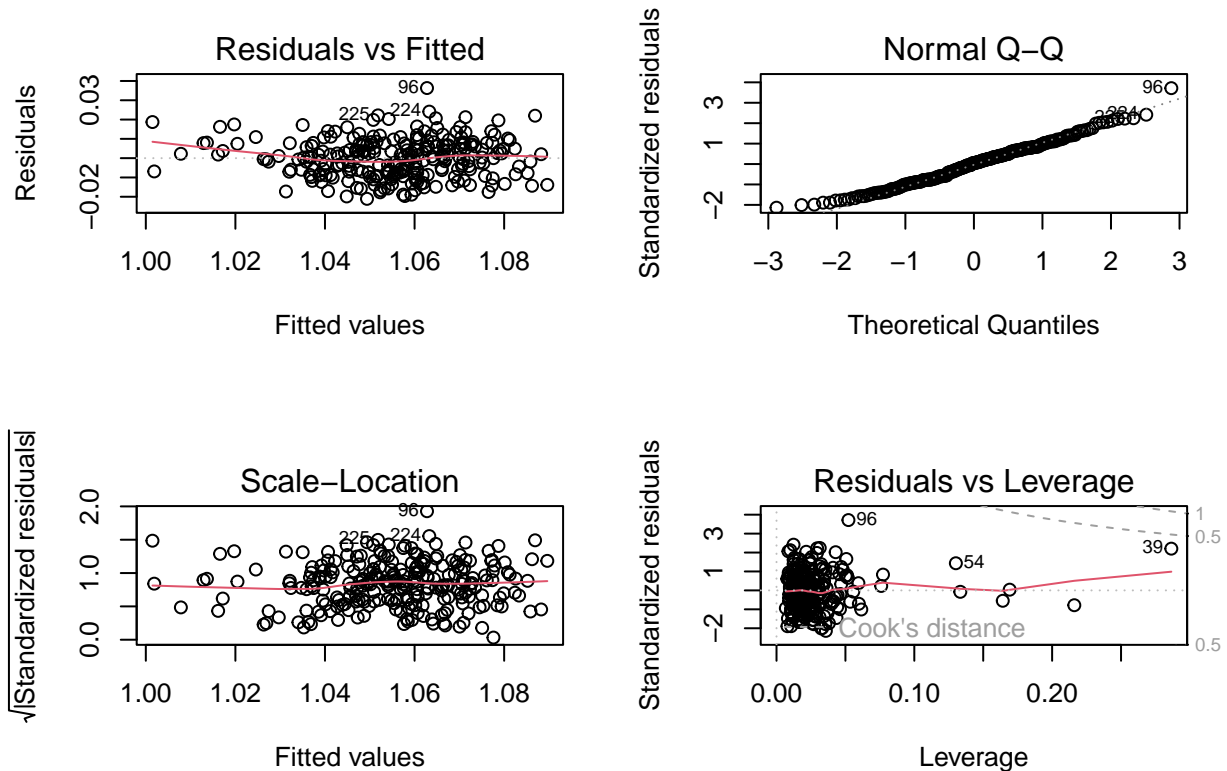 Residuals vs Fitted
Residuals
−0.02 0.03
96
225 224
1.00 1.02 1.04 1.06 1.08
Fitted values
Normal Q−Q
Standardized residuals
−2 1 3
96
224
−3 −2 −1 0 1 2 3
Theoretical Quantiles
Scale−Location
√|Standardized residuals|
0.0 1.0 2.0
96
225 224
1.00 1.02 1.04 1.06 1.08
Fitted values
Residuals vs Leverage
Standardized residuals
−2 1 3
96
54
39
1
0.5
0.5
Cook's distance
0.00 0.10 0.20
Leverage